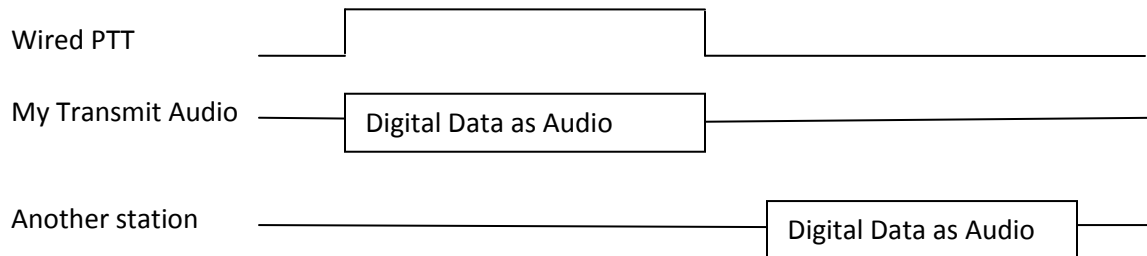 Wired PTT
My Transmit Audio
Digital Data as Audio
Another station
Digital Data as Audio